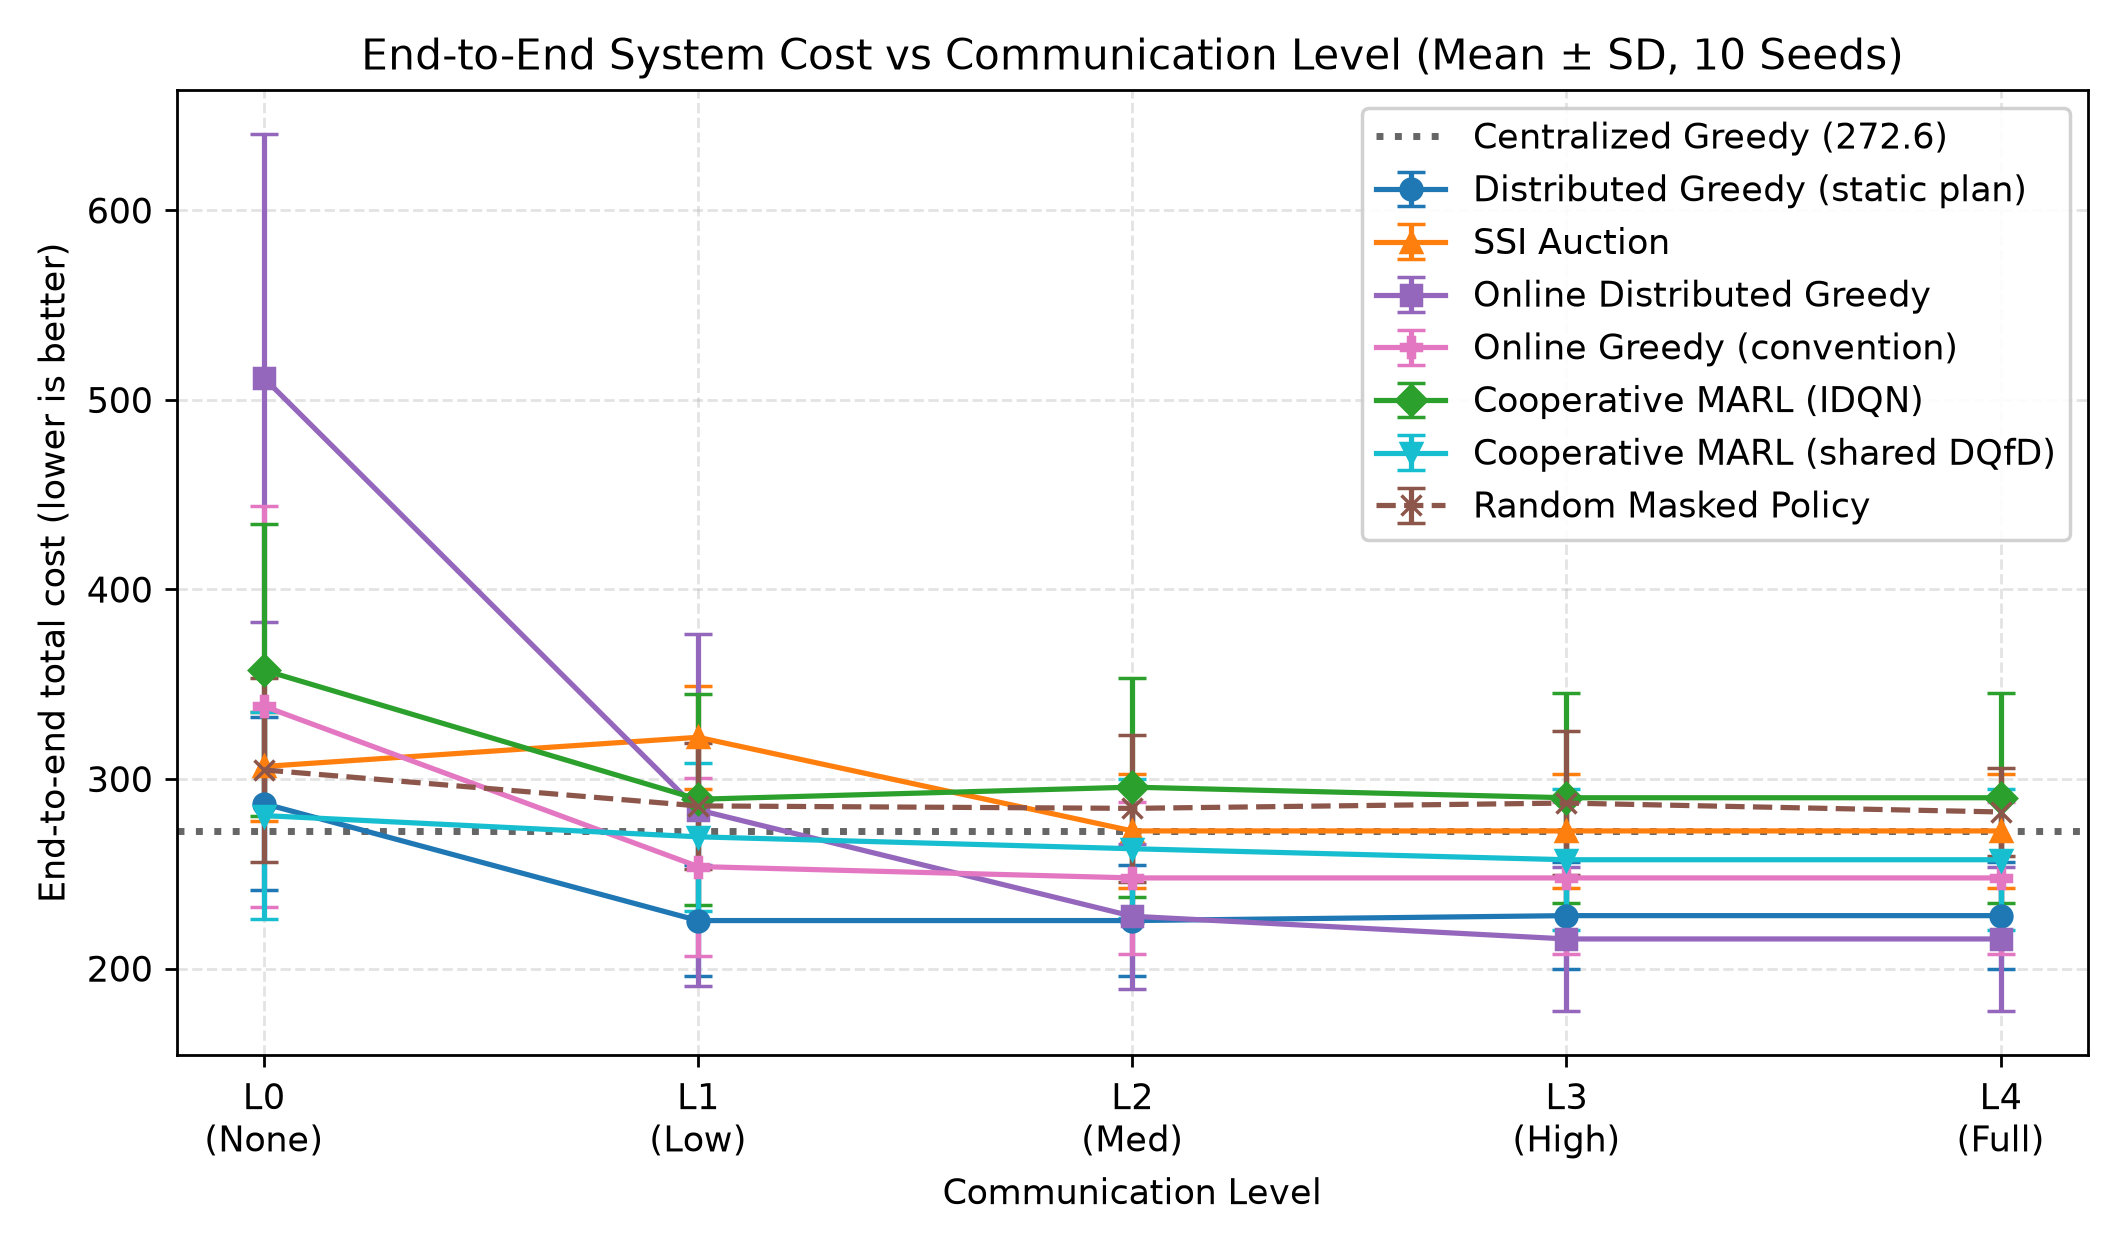 End-to-End System Cost vs Communication Level (Mean ± SD, 10 Seeds)
End-to-end total cost (lower is better)
600
500
400
300
200
Centralized Greedy (272.6)
Distributed Greedy (static plan)
SSI Auction
Online Distributed Greedy
Online Greedy (convention)
Cooperative MARL (IDQN)
Cooperative MARL (shared DQfD)
Random Masked Policy
L0 L1 L2 L3 L4
(None) (Low) (Med) (High) (Full)
Communication Level